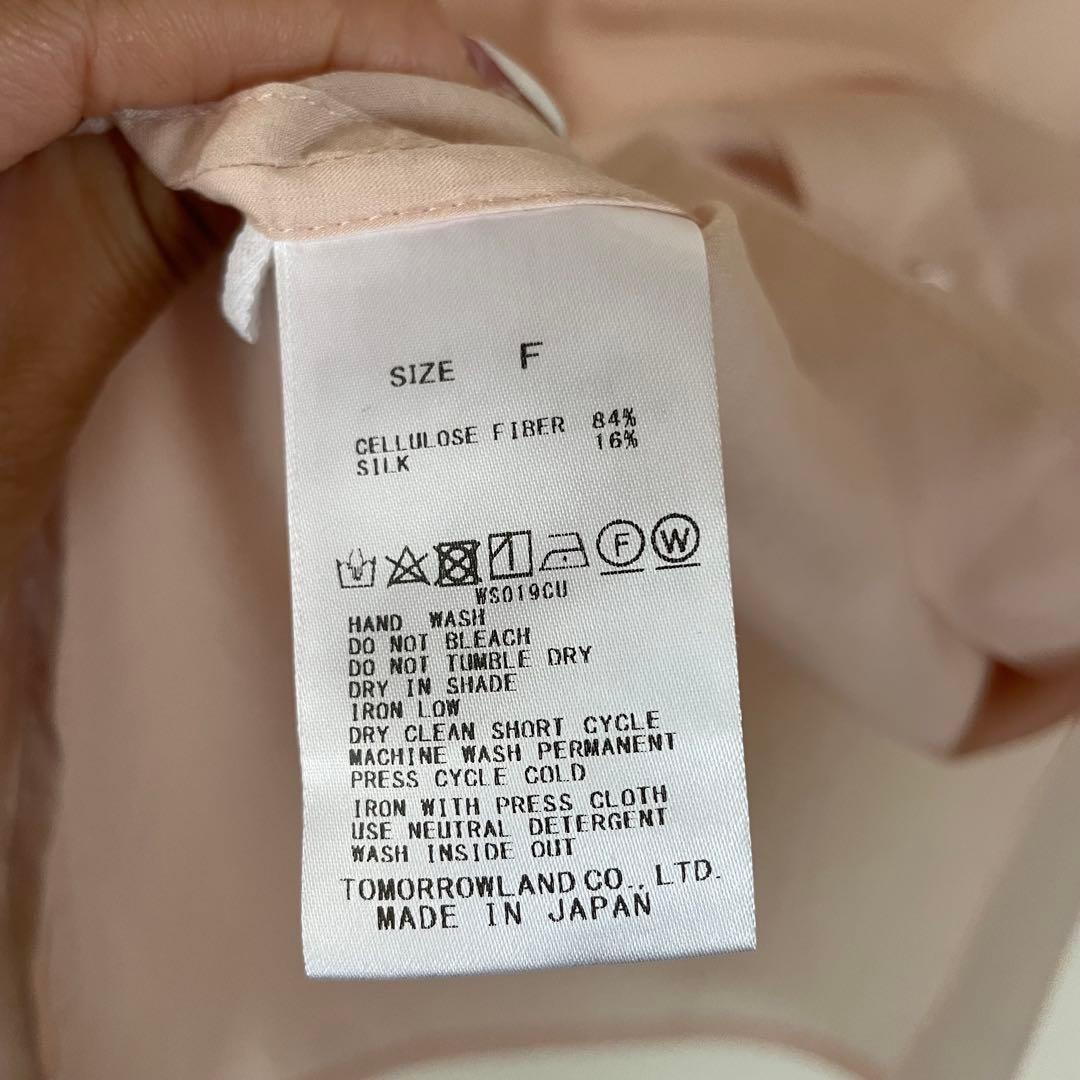 SIZE F
CELLULOSE FIBER 84%
SILK 16%
F W
WS019CU
HAND WASH
DO NOT BLEACH
DO NOT TUMBLE DRY
DRY IN SHADE
IRON LOW
DRY CLEAN SHORT CYCLE
MACHINE WASH PERMANENT
PRESS CYCLE COLD
IRON WITH PRESS CLOTH
USE NEUTRAL DETERGENT
WASH INSIDE OUT
TOMORROWLAND CO., LTD.
MADE IN JAPAN